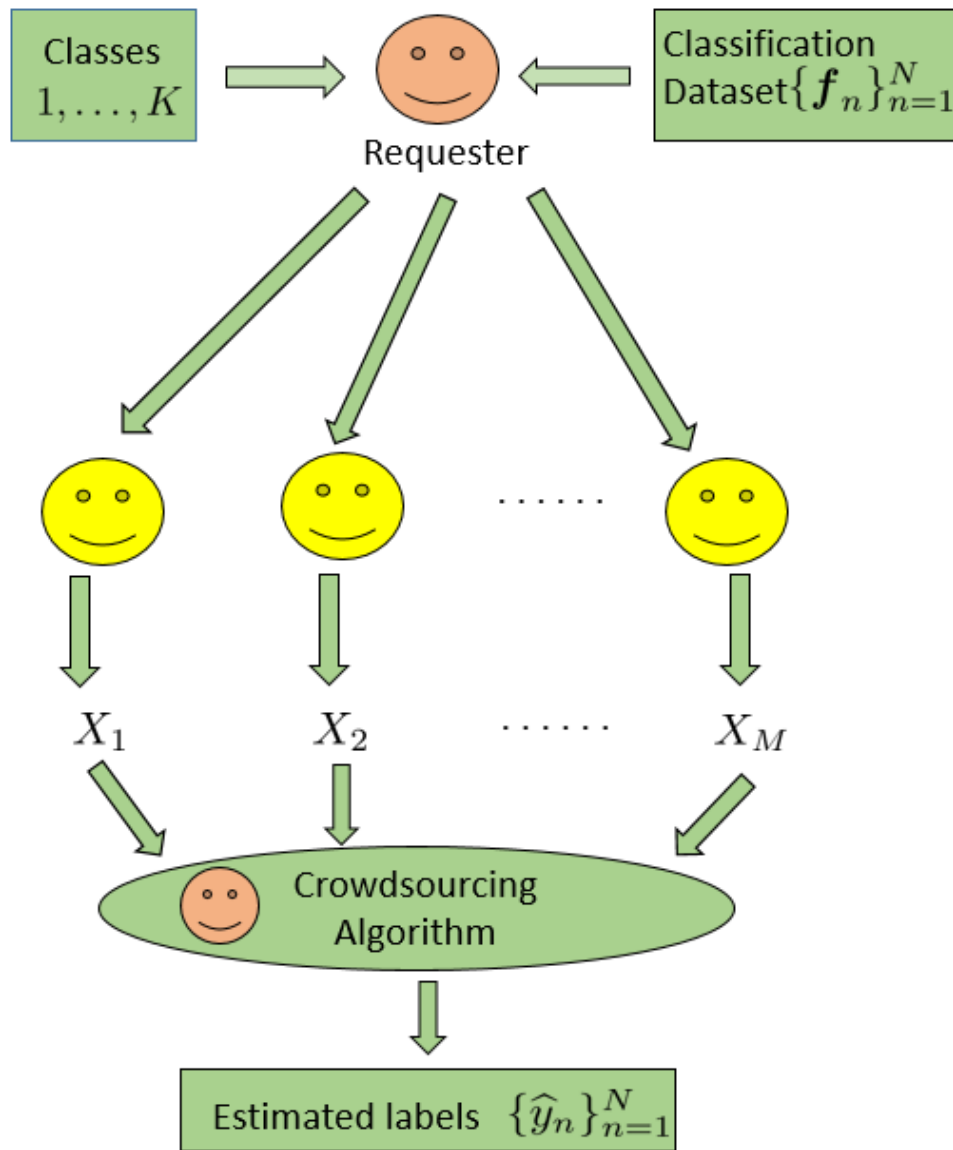 Classes
1, . . . , K
Classification
Dataset{f_n}_{n=1}^N
Requester
. . . . . .
X_1
X_2
. . . . . .
X_M
Crowdsourcing
Algorithm
Estimated labels {ŷ_n}_{n=1}^N